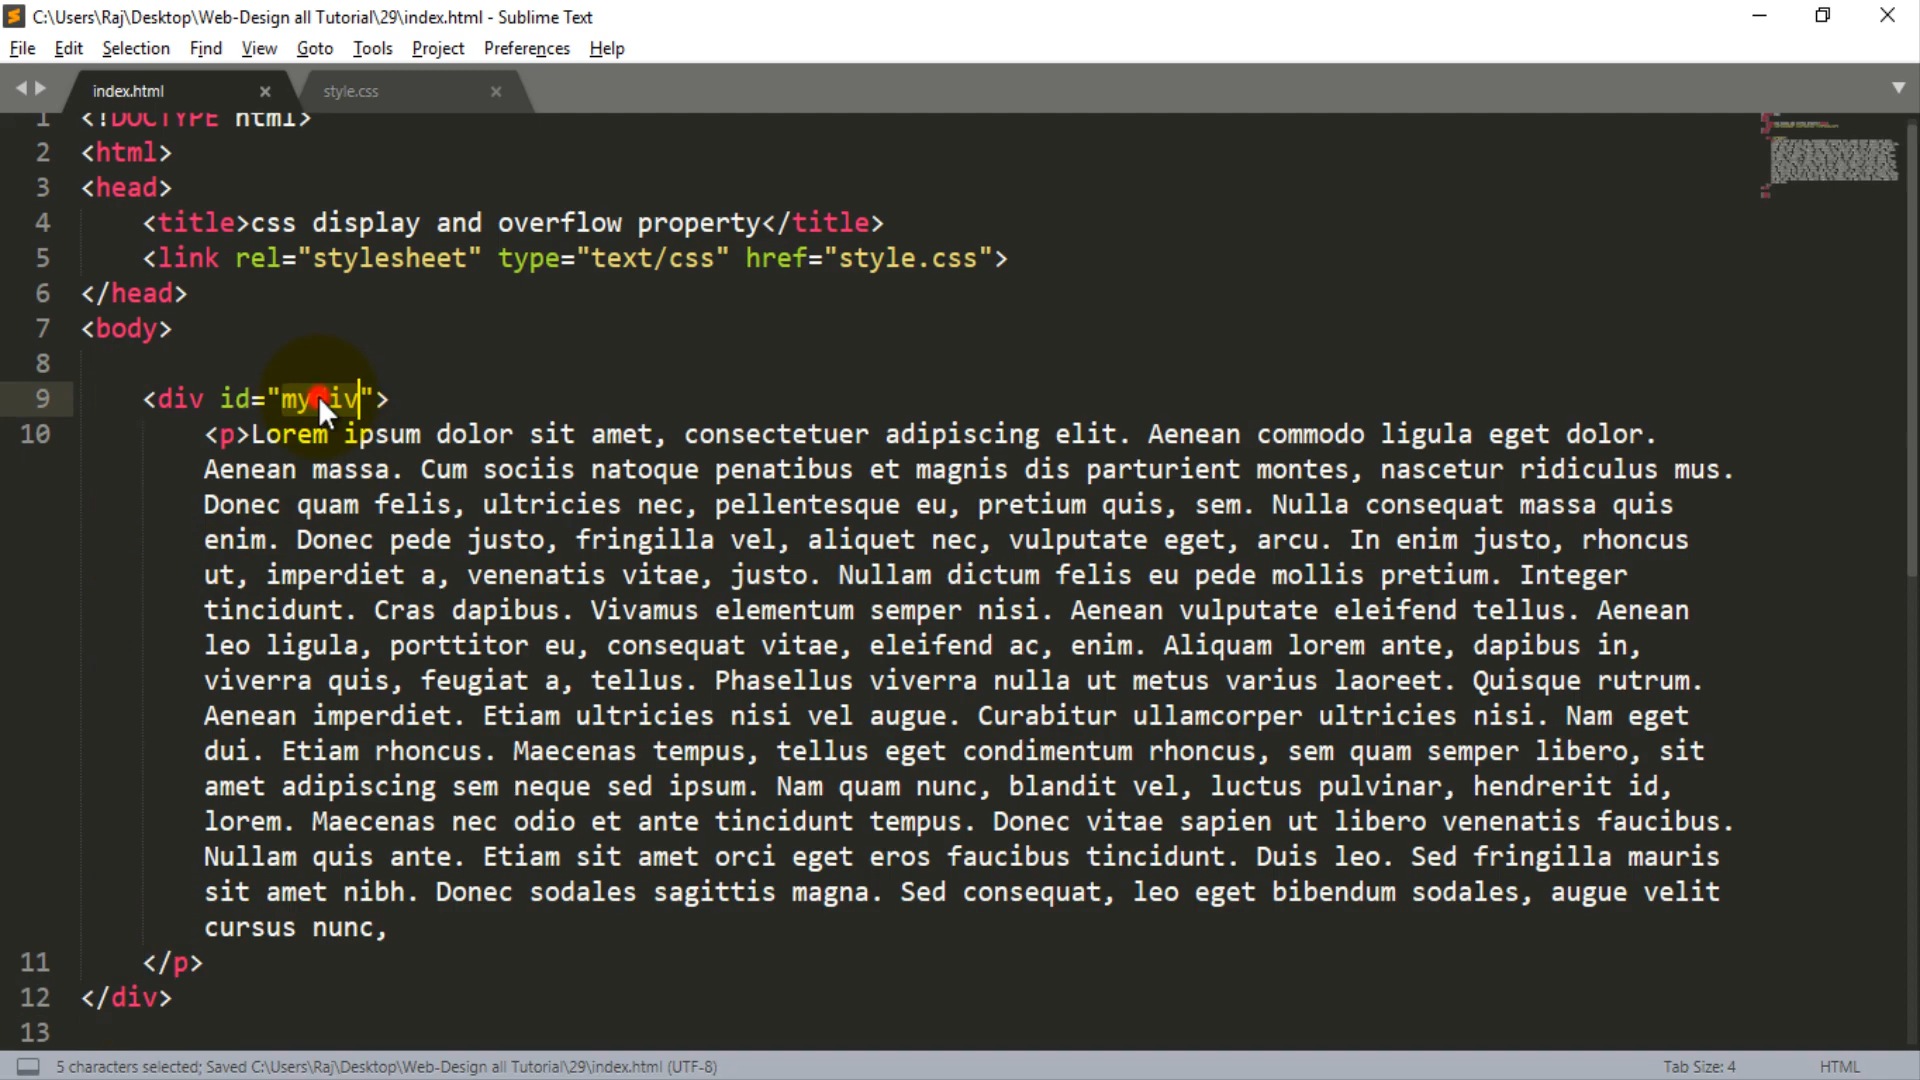 C:\Users\Raj\Desktop\Web-Design all Tutorial\29\index.html - Sublime Text
File Edit Selection Find View Goto Tools Project Preferences Help
index.html style.css
1 <!DOCTYPE html>
2 <html>
3 <head>
4 <title>css display and overflow property</title>
5 <link rel="stylesheet" type="text/css" href="style.css">
6 </head>
7 <body>
8
9 <div id="mydiv">
10 <p>Lorem ipsum dolor sit amet, consectetuer adipiscing elit. Aenean commodo ligula eget dolor.
Aenean massa. Cum sociis natoque penatibus et magnis dis parturient montes, nascetur ridiculus mus.
Donec quam felis, ultricies nec, pellentesque eu, pretium quis, sem. Nulla consequat massa quis
enim. Donec pede justo, fringilla vel, aliquet nec, vulputate eget, arcu. In enim justo, rhoncus
ut, imperdiet a, venenatis vitae, justo. Nullam dictum felis eu pede mollis pretium. Integer
tincidunt. Cras dapibus. Vivamus elementum semper nisi. Aenean vulputate eleifend tellus. Aenean
leo ligula, porttitor eu, consequat vitae, eleifend ac, enim. Aliquam lorem ante, dapibus in,
viverra quis, feugiat a, tellus. Phasellus viverra nulla ut metus varius laoreet. Quisque rutrum.
Aenean imperdiet. Etiam ultricies nisi vel augue. Curabitur ullamcorper ultricies nisi. Nam eget
dui. Etiam rhoncus. Maecenas tempus, tellus eget condimentum rhoncus, sem quam semper libero, sit
amet adipiscing sem neque sed ipsum. Nam quam nunc, blandit vel, luctus pulvinar, hendrerit id,
lorem. Maecenas nec odio et ante tincidunt tempus. Donec vitae sapien ut libero venenatis faucibus.
Nullam quis ante. Etiam sit amet orci eget eros faucibus tincidunt. Duis leo. Sed fringilla mauris
sit amet nibh. Donec sodales sagittis magna. Sed consequat, leo eget bibendum sodales, augue velit
cursus nunc,
11 </p>
12 </div>
13
5 characters selected; Saved C:\Users\Raj\Desktop\Web-Design all Tutorial\29\index.html (UTF-8) Tab Size: 4 HTML